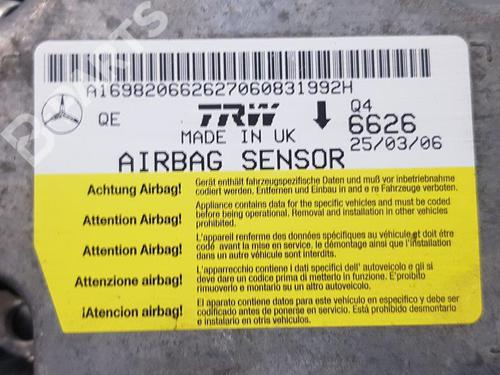 A1698206626270608319​92H
QE
TRW
Q4
6626
MADE IN UK
25/03/06
AIRBAG SENSOR
Achtung Airbag!
Gerät enthält fahrzeugspezifische Daten und muß vor inbetriebnahme
codiert werden. Entfernen und Einbau in and e re Fahrzeuge verboten.
Attention Airbag!
Appliance contains data for the specific vehicles and must be coded
before being operational. Removal and installation in other vehicles
prohibited.
Attention Airbag!
L'appareil renferme des données spécifiques au véhicule et doit être
codé avant la mise en service. le démontage ainsi que l'installation
dans un autre véhicule sont interdit.
Attenzione airbag!
L'apparecchio contiene i dati specifici dell' autoveicolo e gli si
deve dare un codice prima di metterlo in funzione. E'proibito
rimuoverlo e montarlo su un altro autoveicolo.
¡Atencion airbag!
El aparato contiene datos para este vehículo en específico y debe ser
codificado antes de ponerse en servicio. Está prohibido desmontarlo
e instalarlo en otros vehículos.